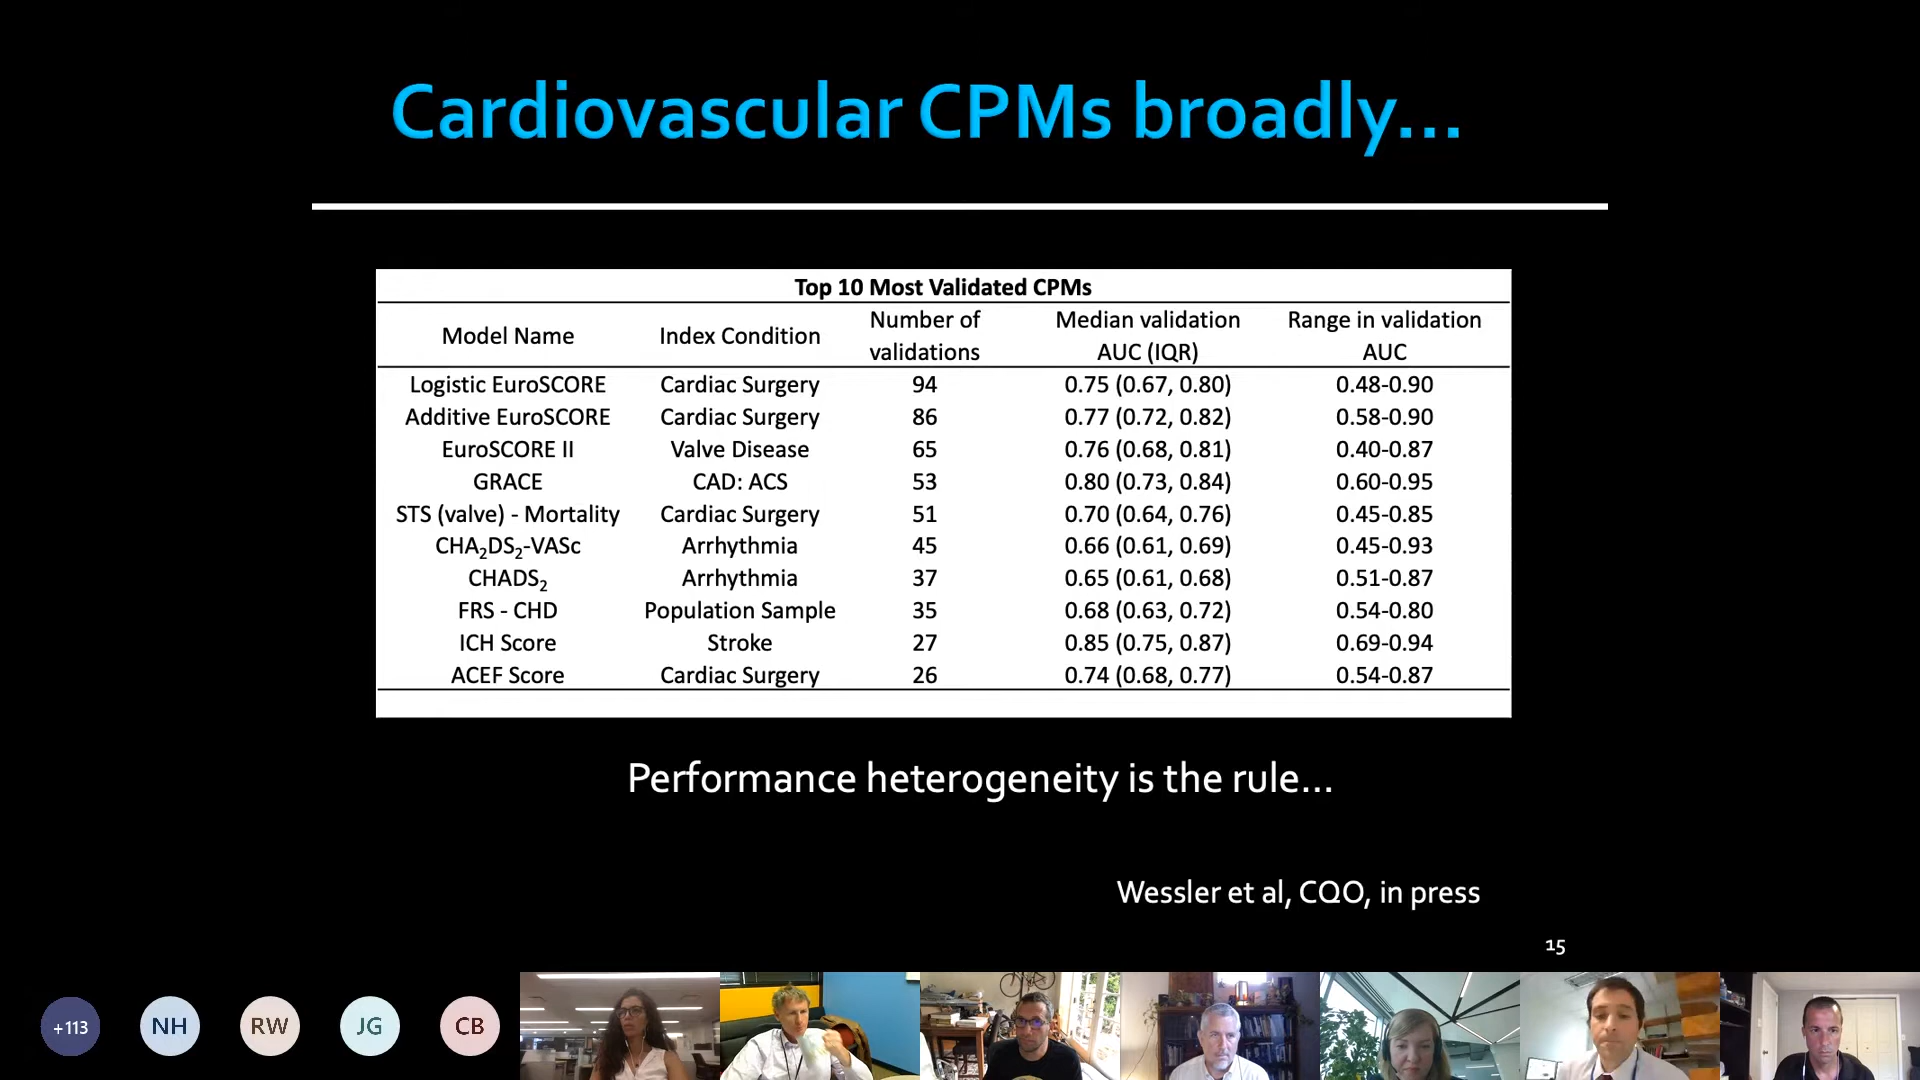 Cardiovascular CPMs broadly...
Top 10 Most Validated CPMs
Model Name Index Condition Number of validations Median validation AUC (IQR) Range in validation AUC
Logistic EuroSCORE Cardiac Surgery 94 0.75 (0.67, 0.80) 0.48-0.90
Additive EuroSCORE Cardiac Surgery 86 0.77 (0.72, 0.82) 0.58-0.90
EuroSCORE II Valve Disease 65 0.76 (0.68, 0.81) 0.40-0.87
GRACE CAD: ACS 53 0.80 (0.73, 0.84) 0.60-0.95
STS (valve) - Mortality Cardiac Surgery 51 0.70 (0.64, 0.76) 0.45-0.85
CHA₂DS₂-VASc Arrhythmia 45 0.66 (0.61, 0.69) 0.45-0.93
CHADS₂ Arrhythmia 37 0.65 (0.61, 0.68) 0.51-0.87
FRS - CHD Population Sample 35 0.68 (0.63, 0.72) 0.54-0.80
ICH Score Stroke 27 0.85 (0.75, 0.87) 0.69-0.94
ACEF Score Cardiac Surgery 26 0.74 (0.68, 0.77) 0.54-0.87
Performance heterogeneity is the rule...
Wessler et al, CQO, in press
15
+113 NH RW JG CB